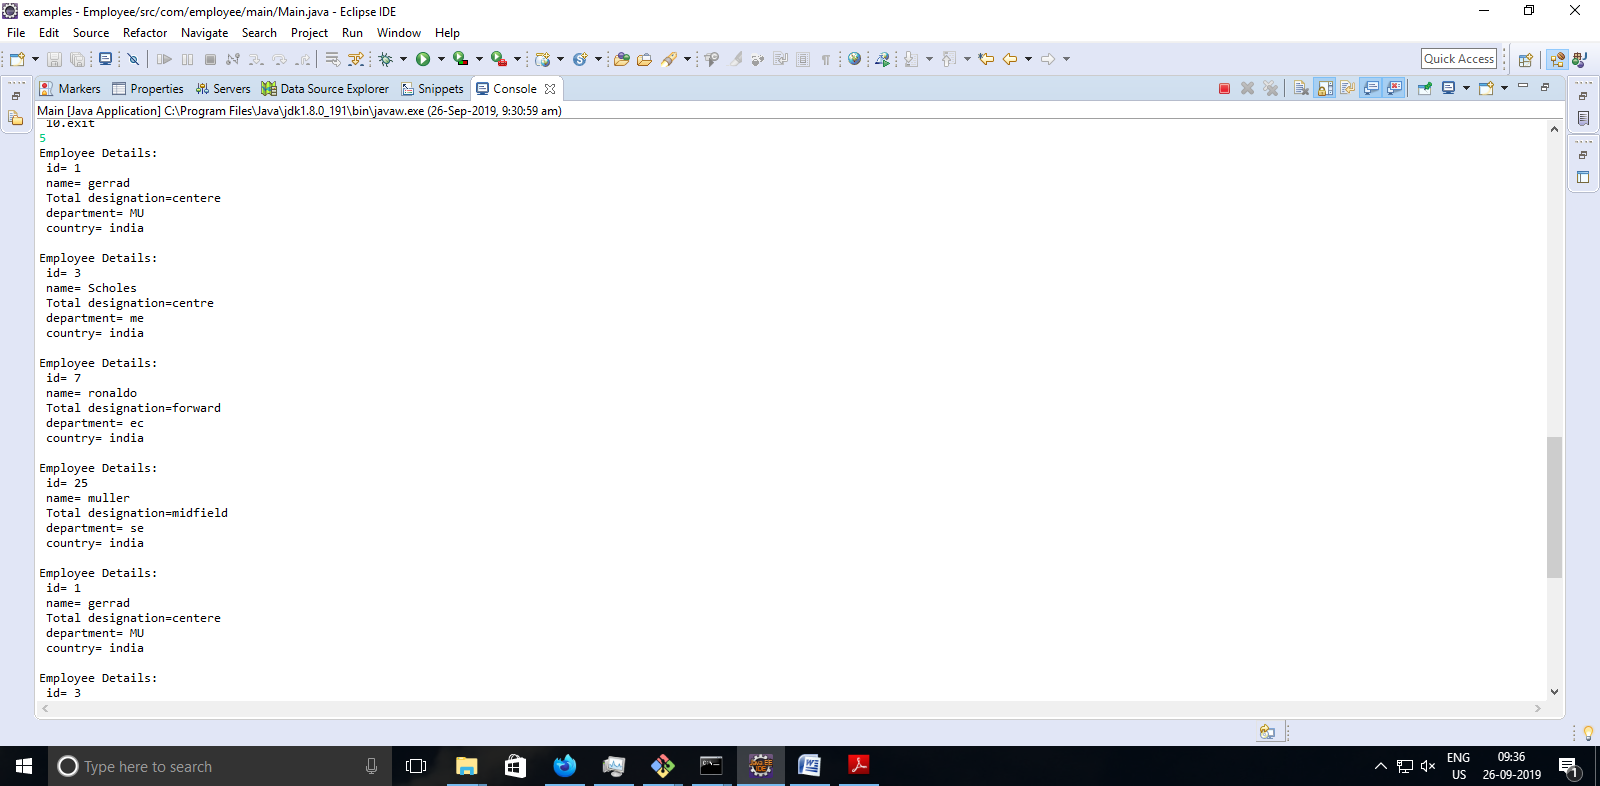 examples - Employee/src/com/employee/main/Main.java - Eclipse IDE
File Edit Source Refactor Navigate Search Project Run Window Help
Quick Access
Markers Properties Servers Data Source Explorer Snippets Console
Main [Java Application] C:\Program Files\Java\jdk1.8.0_191\bin\javaw.exe (26-Sep-2019, 9:30:59 am)
10.exit
5
Employee Details:
id= 1
name= gerrad
Total designation=centere
department= MU
country= india
Employee Details:
id= 3
name= Scholes
Total designation=centre
department= me
country= india
Employee Details:
id= 7
name= ronaldo
Total designation=forward
department= ec
country= india
Employee Details:
id= 25
name= muller
Total designation=midfield
department= se
country= india
Employee Details:
id= 1
name= gerrad
Total designation=centere
department= MU
country= india
Employee Details:
id= 3
Type here to search
ENG
US
09:36
26-09-2019
1